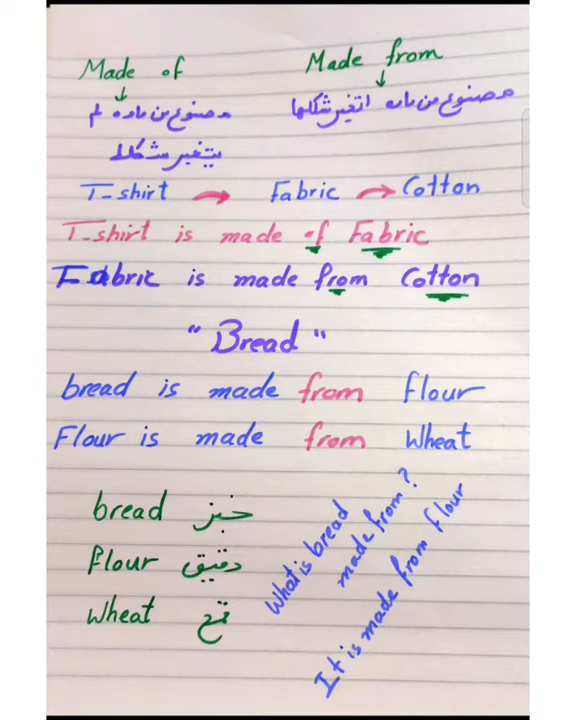 Made of
↓
مصنوع من ماده لم
يتغير شكلها
Made from
↓
مصنوع من ماده اتغير شكلها
T-shirt → Fabric → Cotton
T-shirt is made of Fabric
Fabric is made from Cotton
"Bread"
bread is made from flour
Flour is made from Wheat
bread خبز
flour دقيق
Wheat قمح
What is bread
made from?
It is made from flour